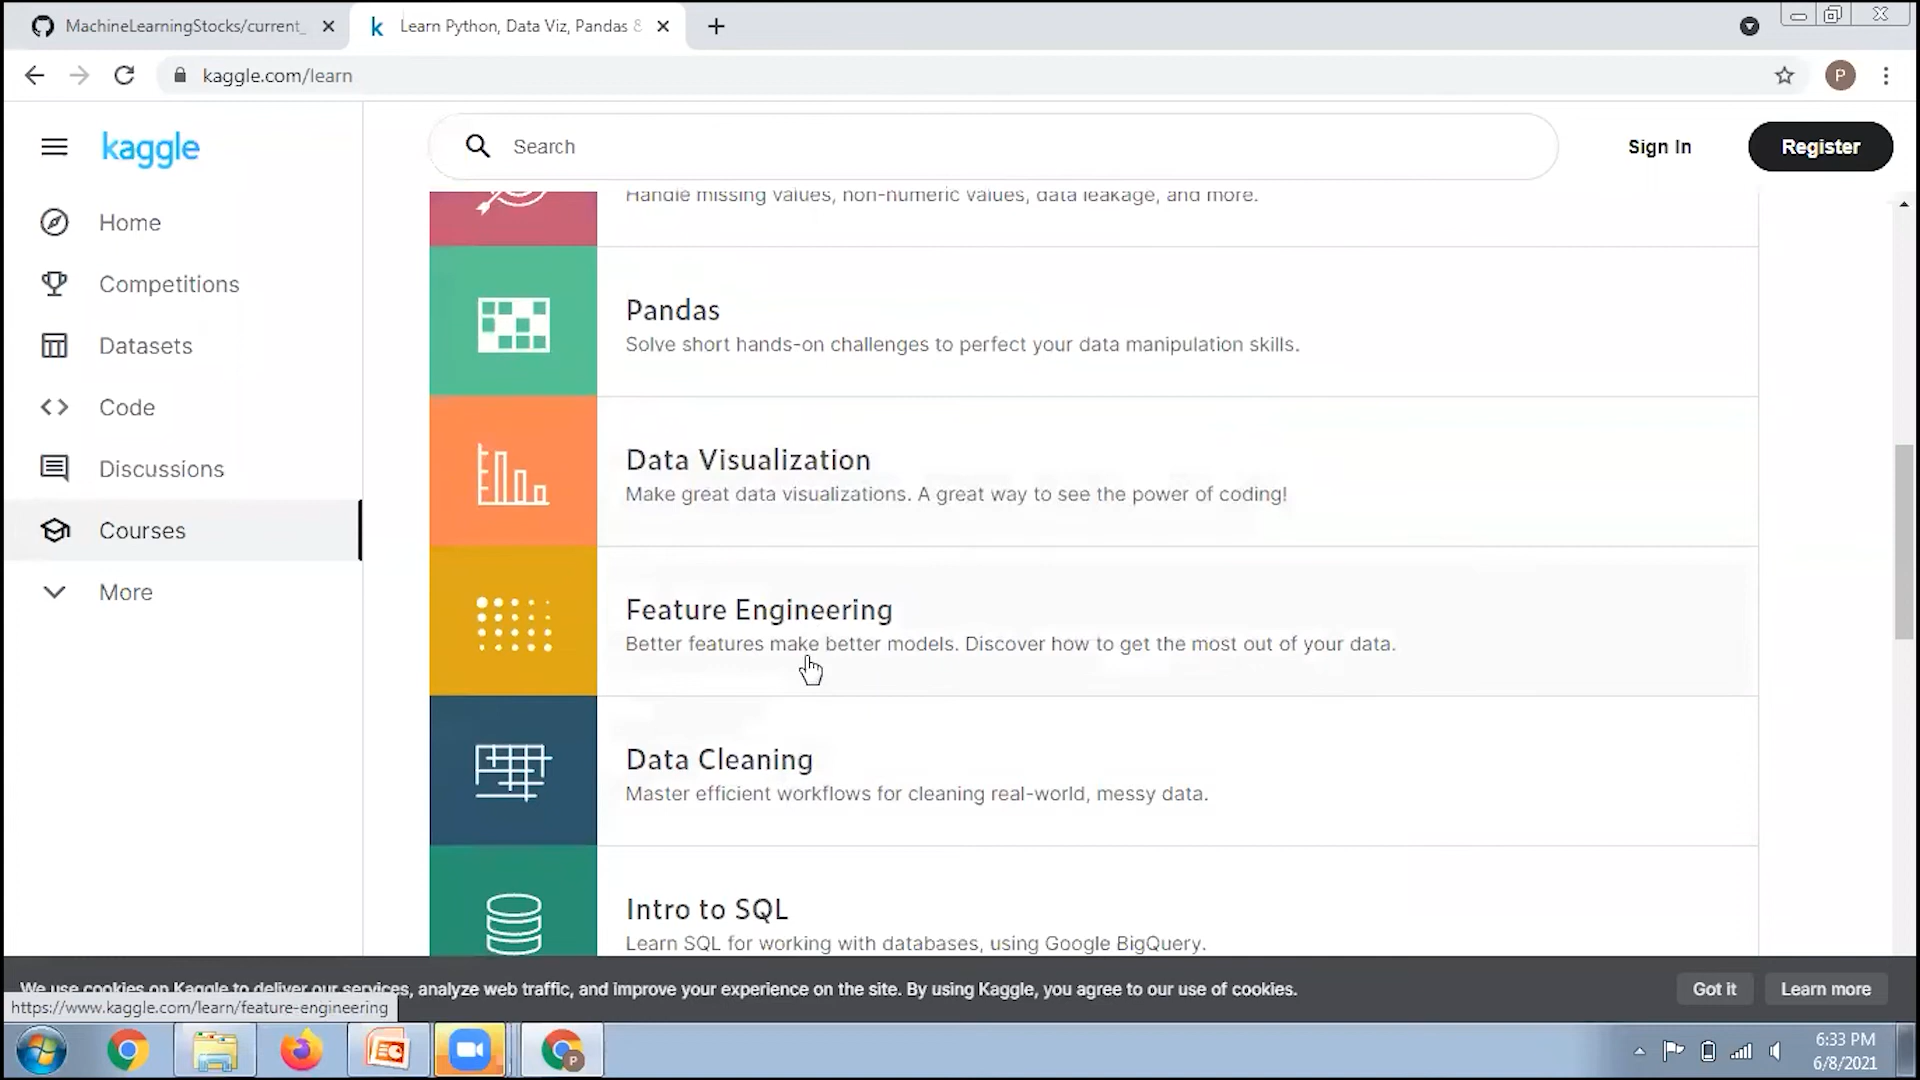 MachineLearningStocks/current_
k Learn Python, Data Viz, Pandas &
kaggle.com/learn
P
kaggle
Search
Sign In
Register
Home
Competitions
Datasets
Code
Discussions
Courses
More
Handle missing values, non-numeric values, data leakage, and more.
Pandas
Solve short hands-on challenges to perfect your data manipulation skills.
Data Visualization
Make great data visualizations. A great way to see the power of coding!
Feature Engineering
Better features make better models. Discover how to get the most out of your data.
Data Cleaning
Master efficient workflows for cleaning real-world, messy data.
Intro to SQL
Learn SQL for working with databases, using Google BigQuery.
We use cookies on Kaggle to deliver our services, analyze web traffic, and improve your experience on the site. By using Kaggle, you agree to our use of cookies.
Got it
Learn more
https://www.kaggle.com/learn/feature-engineering
P
6:33 PM
6/8/2021